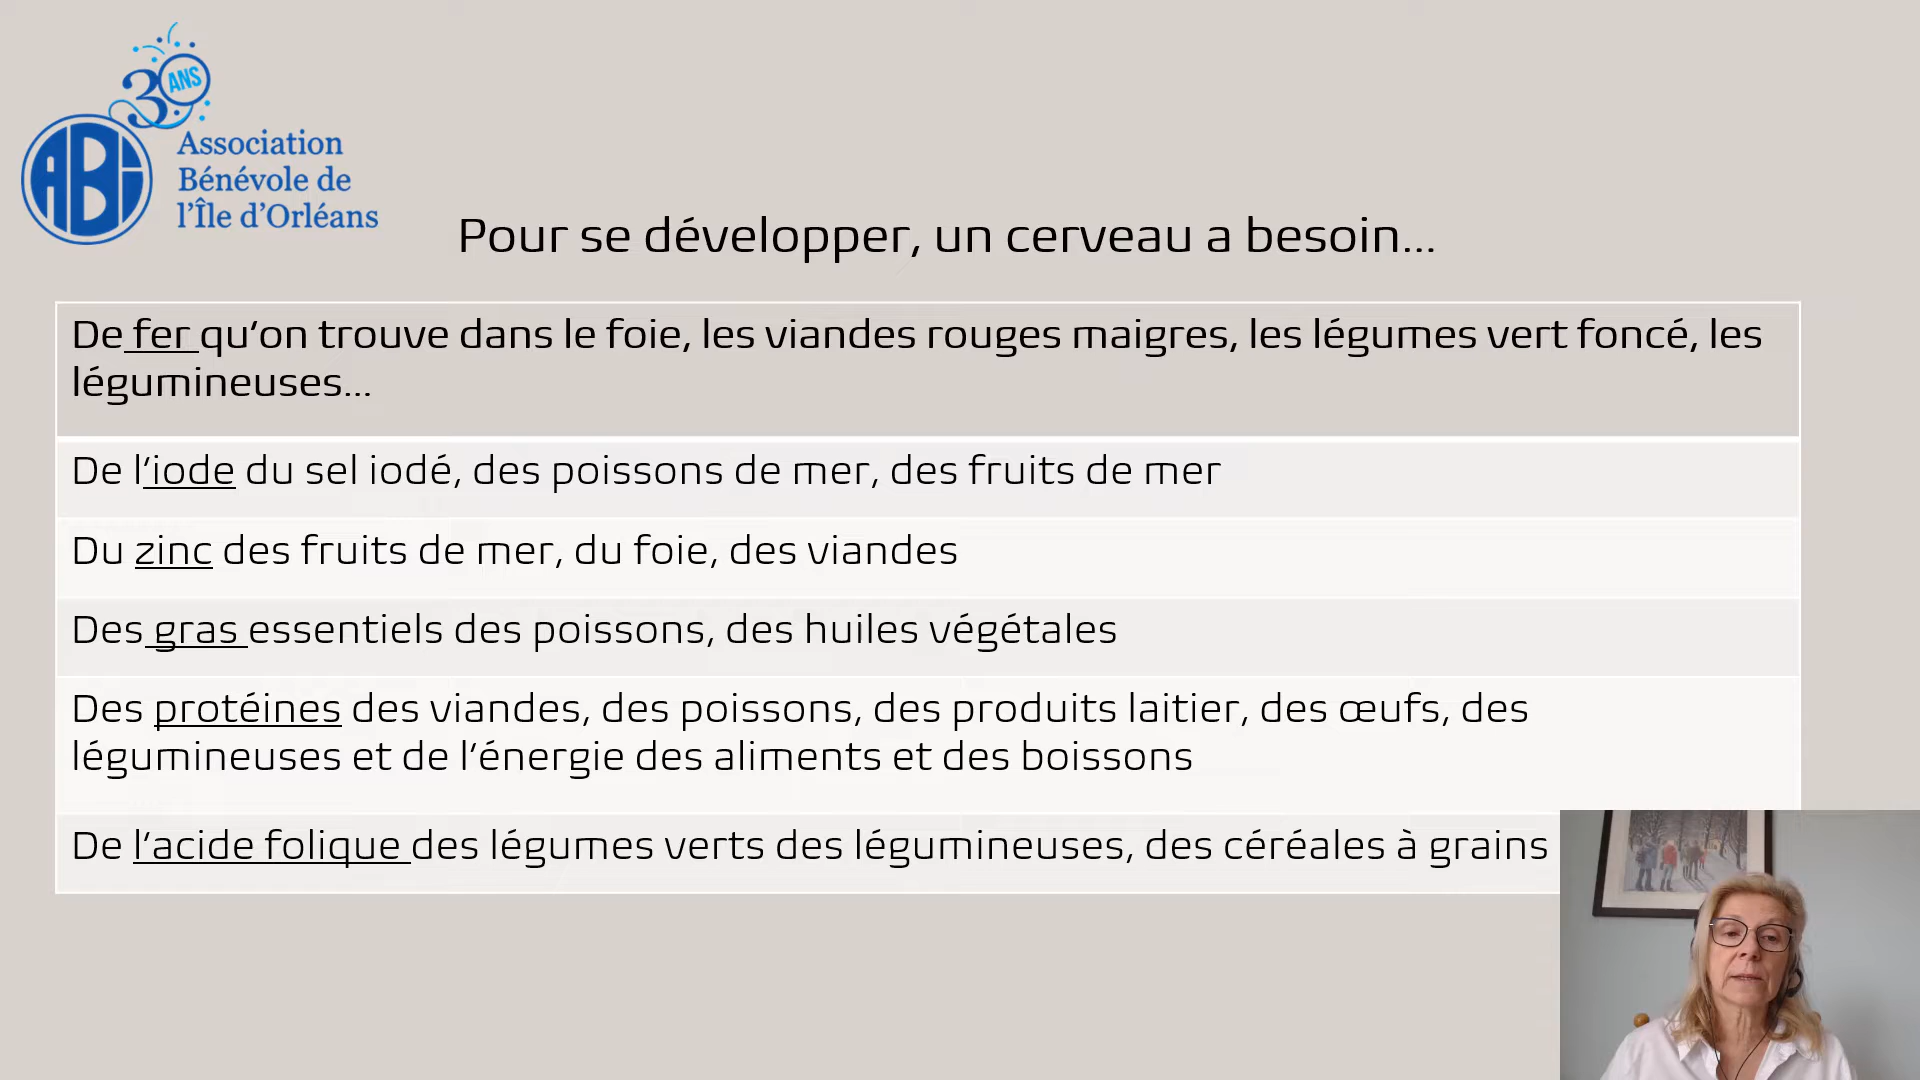 30 ANS
ABI
Association
Bénévole de
l'Île d'Orléans
Pour se développer, un cerveau a besoin...
De fer qu'on trouve dans le foie, les viandes rouges maigres, les légumes vert foncé, les
légumineuses...
De l'iode du sel iodé, des poissons de mer, des fruits de mer
Du zinc des fruits de mer, du foie, des viandes
Des gras essentiels des poissons, des huiles végétales
Des protéines des viandes, des poissons, des produits laitier, des œufs, des
légumineuses et de l'énergie des aliments et des boissons
De l'acide folique des légumes verts des légumineuses, des céréales à grains